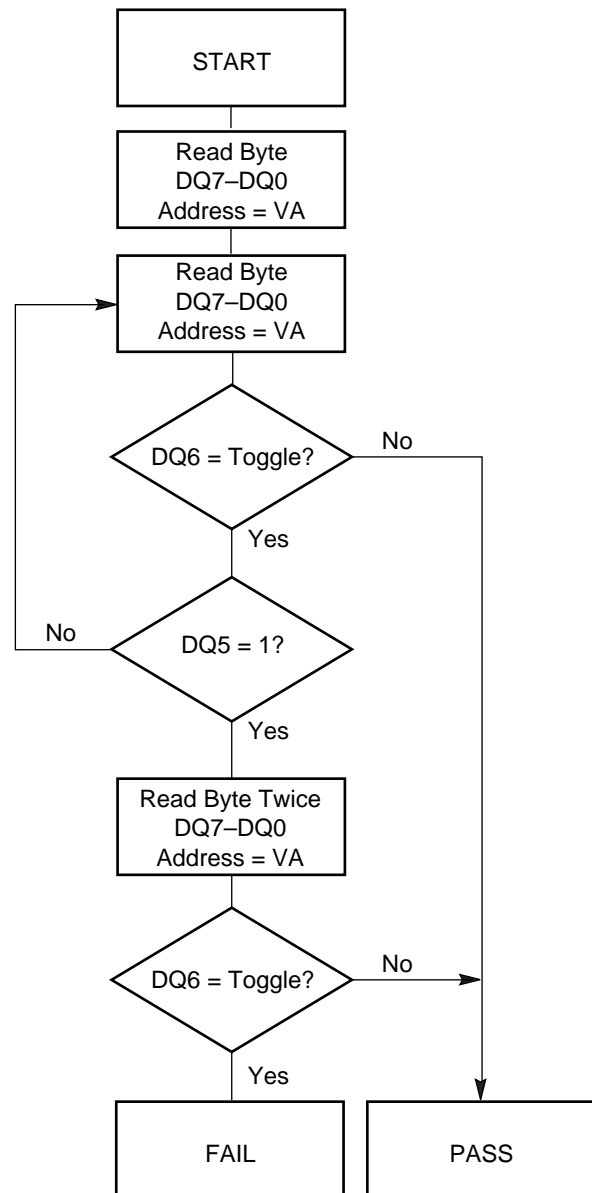 START
Read Byte
DQ7–DQ0
Address = VA
Read Byte
DQ7–DQ0
Address = VA
DQ6 = Toggle?
No
Yes
No
DQ5 = 1?
Yes
Read Byte Twice
DQ7–DQ0
Address = VA
DQ6 = Toggle?
No
Yes
FAIL
PASS